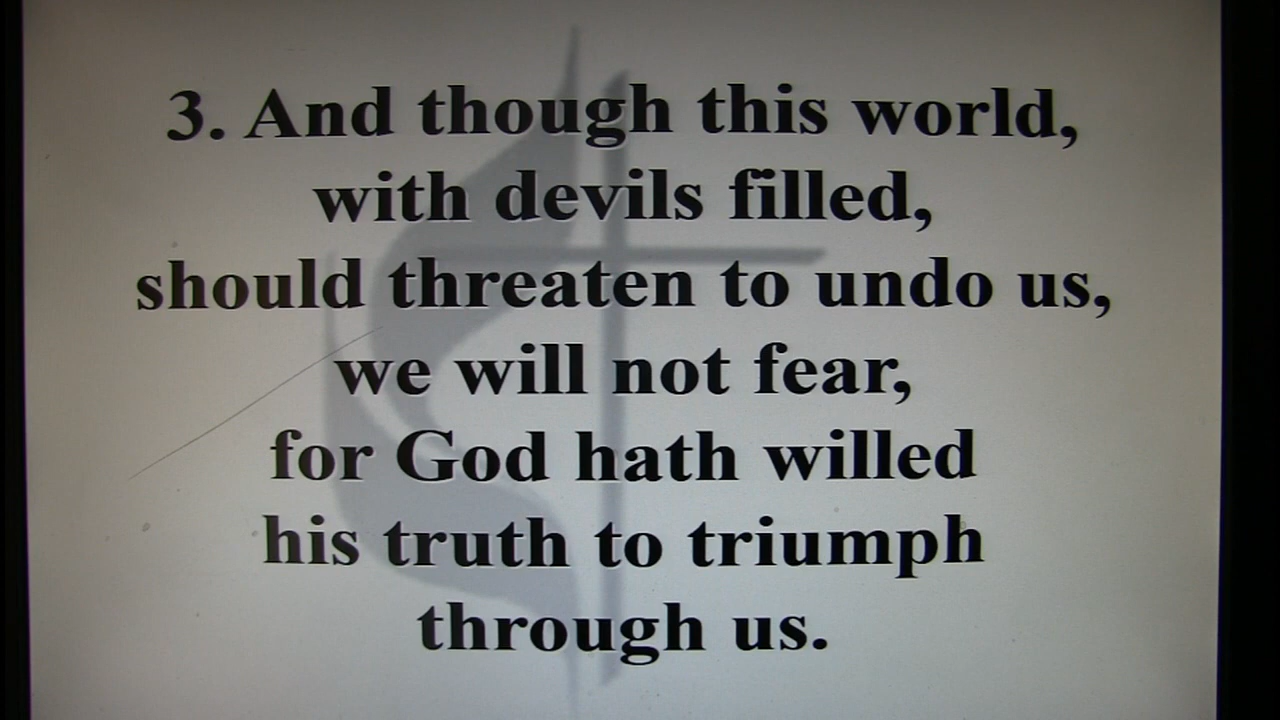 3. And though this world,
with devils filled,
should threaten to undo us,
we will not fear,
for God hath willed
his truth to triumph
through us.